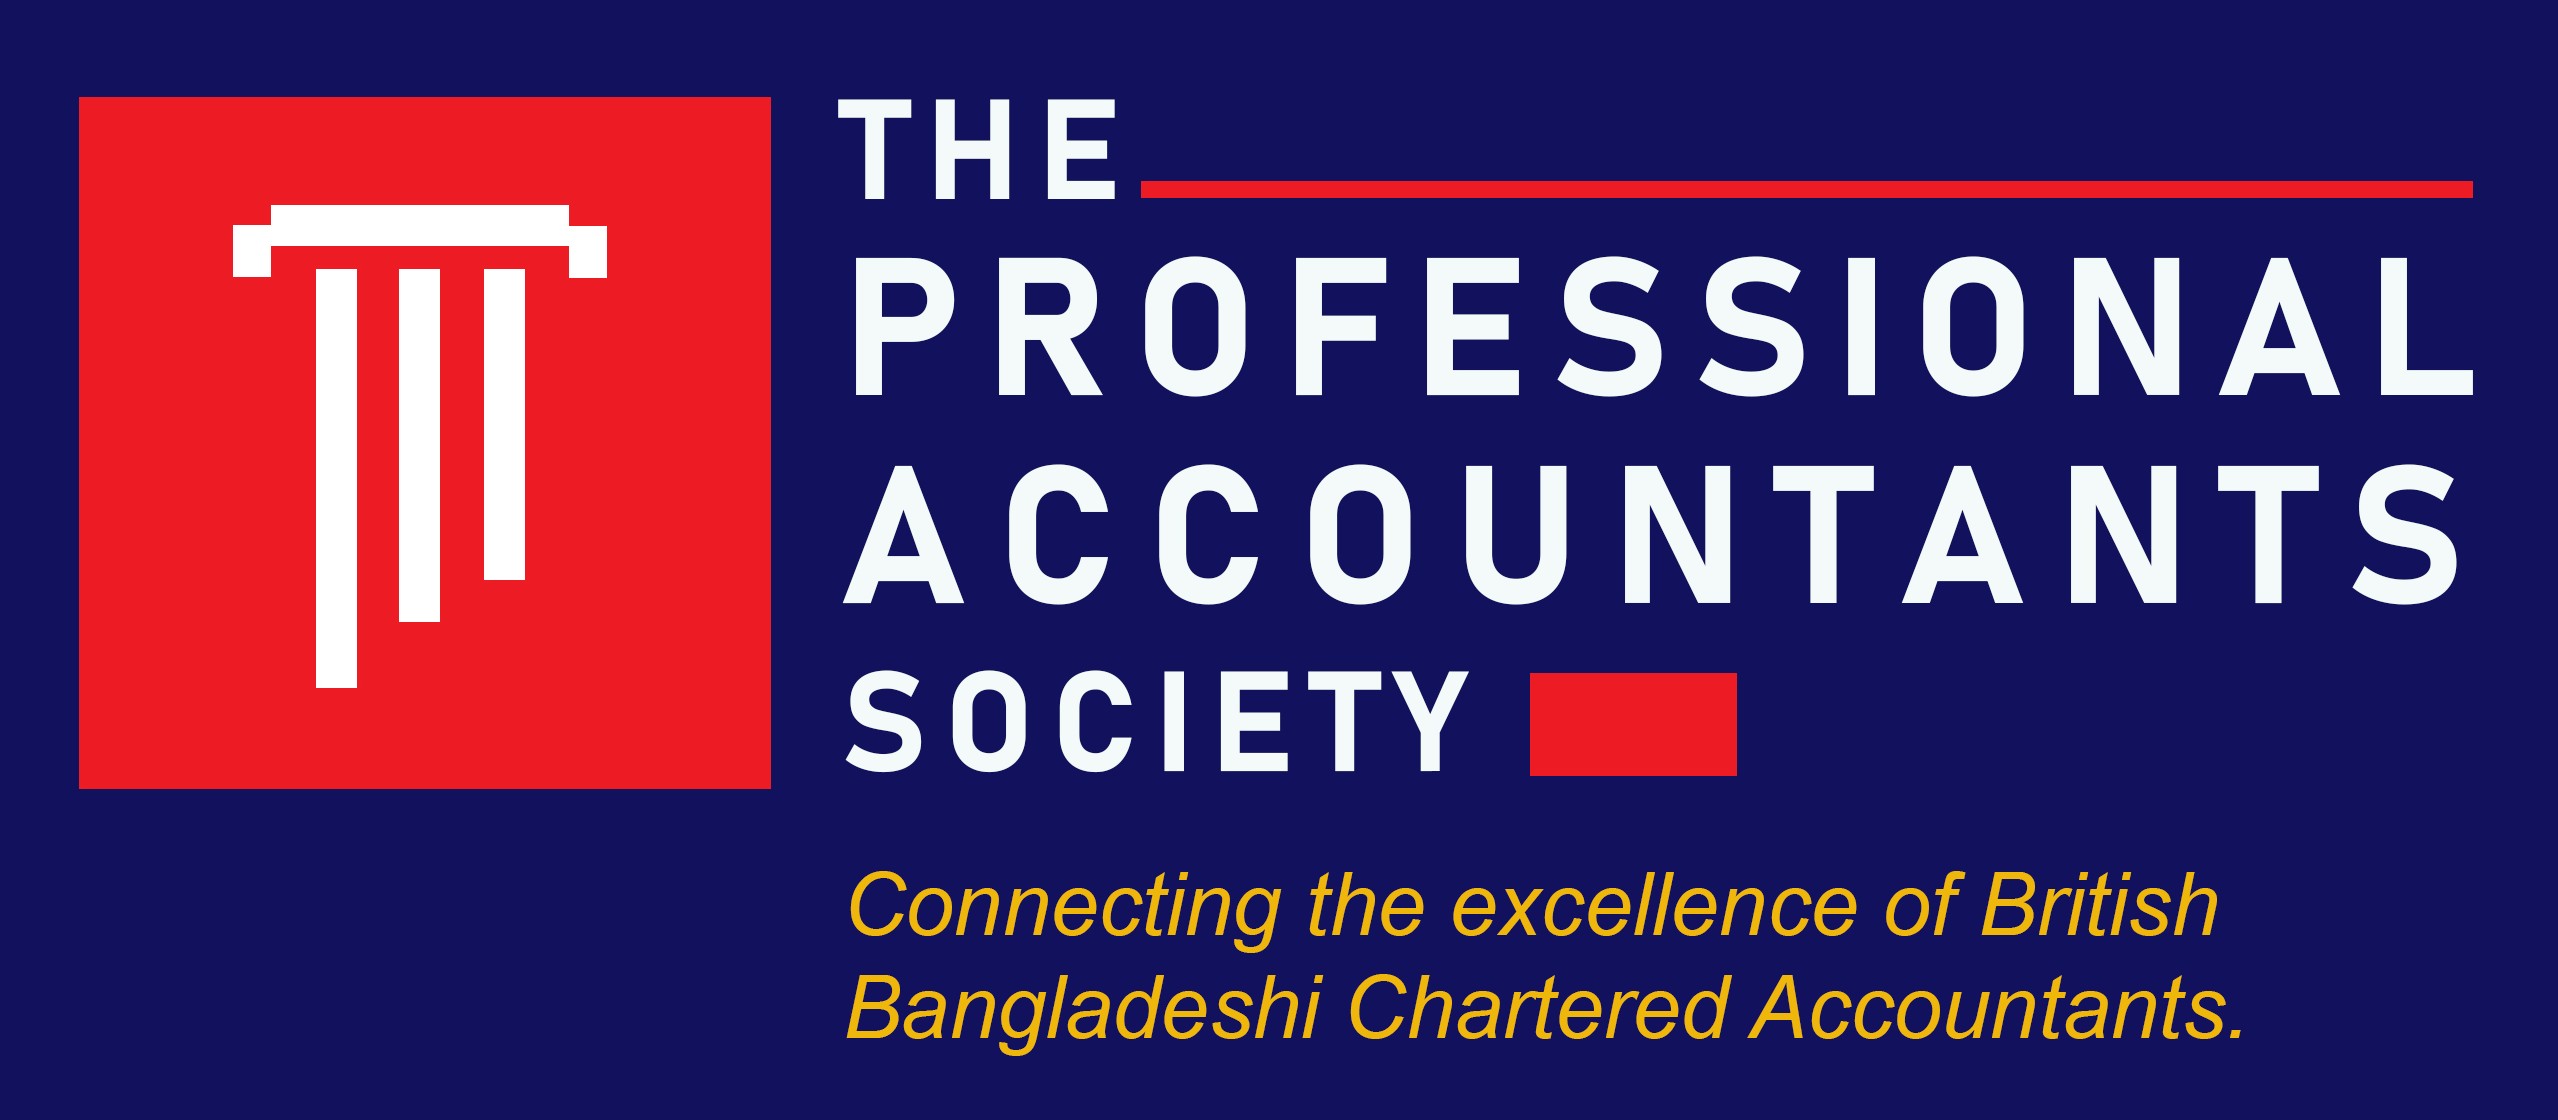 THE
PROFESSIONAL
ACCOUNTANTS
SOCIETY
Connecting the excellence of British
Bangladeshi Chartered Accountants.